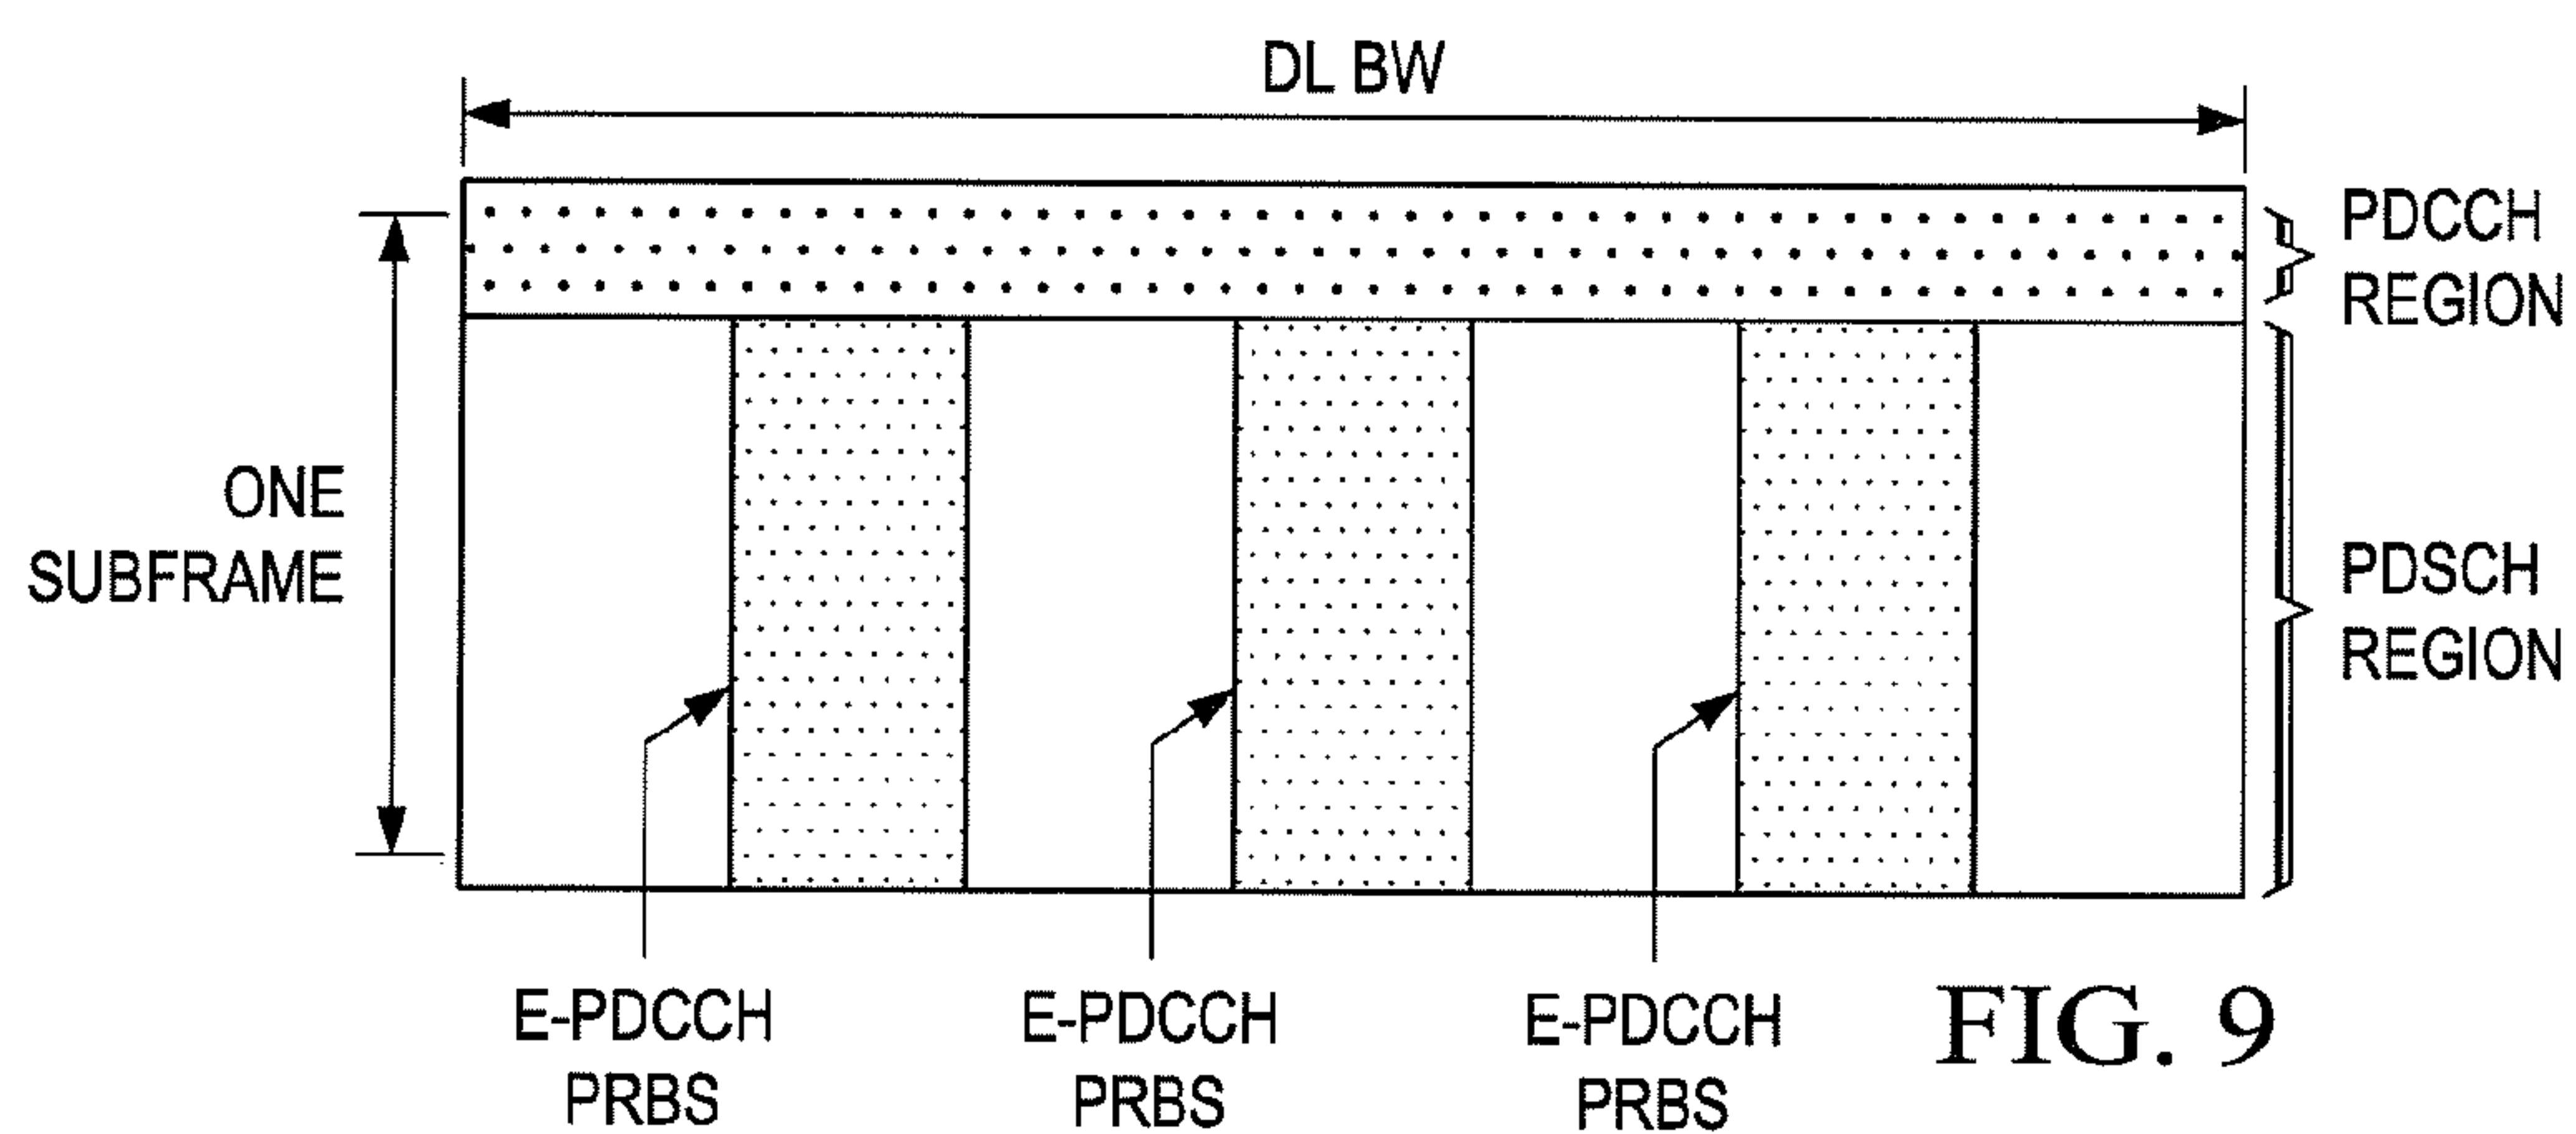 DL BW
PDCCH
REGION
ONE
SUBFRAME
PDSCH
REGION
E-PDCCH
PRBS
E-PDCCH
PRBS
E-PDCCH
PRBS
FIG. 9